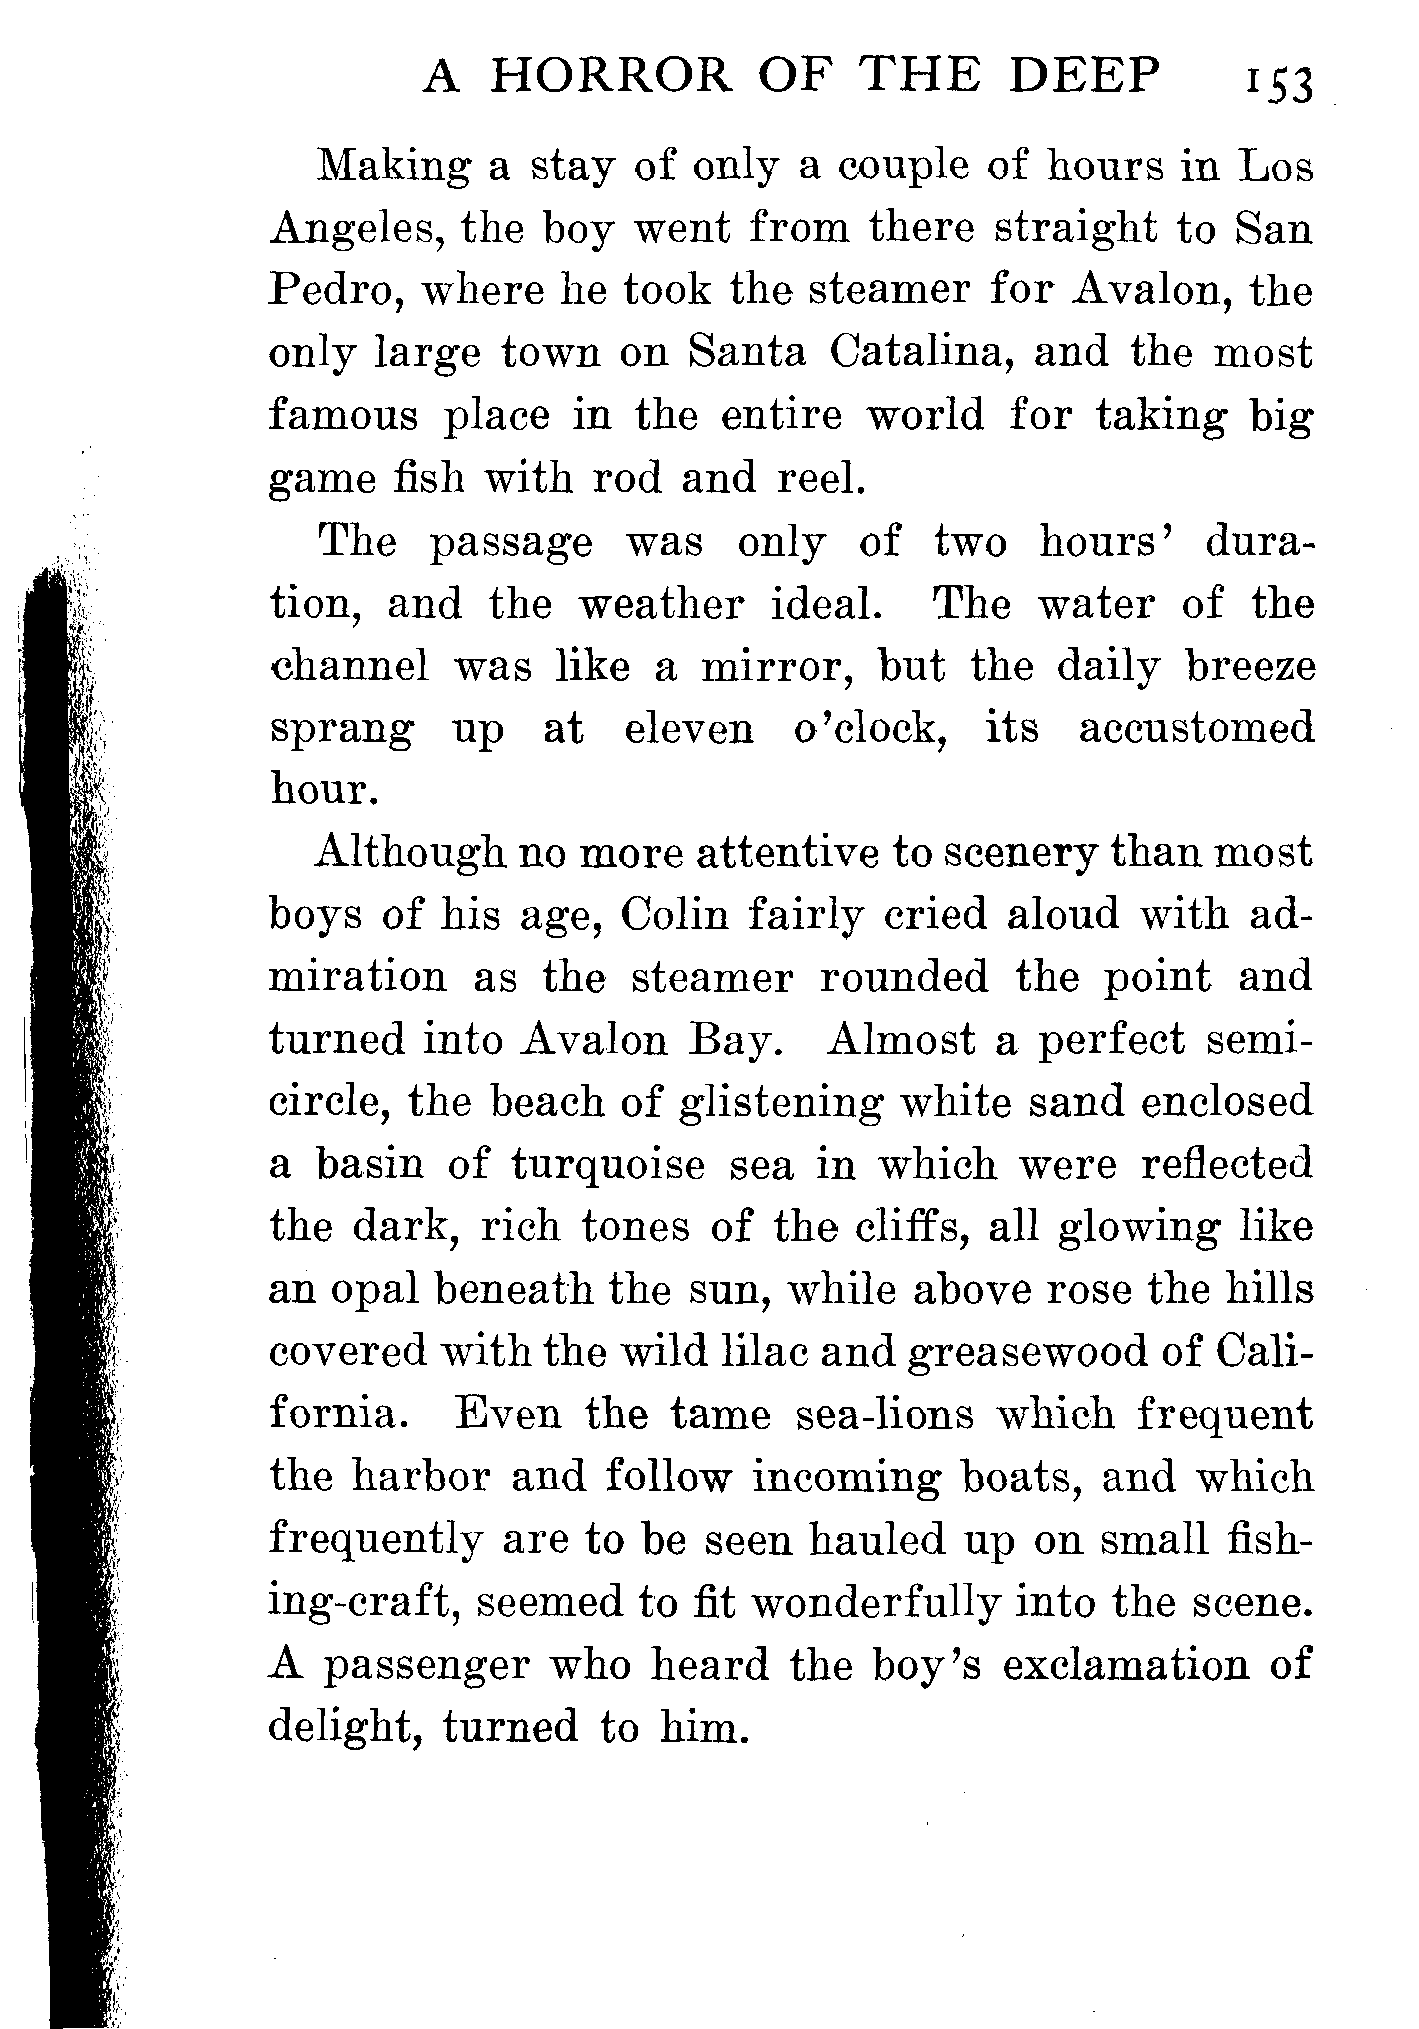 A HORROR OF THE DEEP 153
Making a stay of only a couple of hours in Los
Angeles, the boy went from there straight to San
Pedro, where he took the steamer for Avalon, the
only large town on Santa Catalina, and the most
famous place in the entire world for taking big
game fish with rod and reel.
The passage was only of two hours' dura-
tion, and the weather ideal. The water of the
channel was like a mirror, but the daily breeze
sprang up at eleven o'clock, its accustomed
hour.
Although no more attentive to scenery than most
boys of his age, Colin fairly cried aloud with ad-
miration as the steamer rounded the point and
turned into Avalon Bay. Almost a perfect semi-
circle, the beach of glistening white sand enclosed
a basin of turquoise sea in which were reflected
the dark, rich tones of the cliffs, all glowing like
an opal beneath the sun, while above rose the hills
covered with the wild lilac and greasewood of Cali-
fornia. Even the tame sea-lions which frequent
the harbor and follow incoming boats, and which
frequently are to be seen hauled up on small fish-
ing-craft, seemed to fit wonderfully into the scene.
A passenger who heard the boy's exclamation of
delight, turned to him.